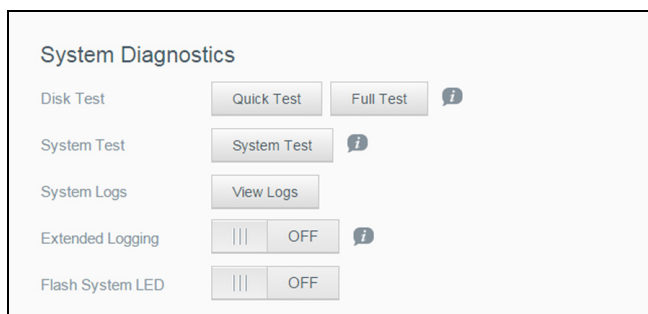 System Diagnostics
Disk Test Quick Test Full Test i
System Test System Test i
System Logs View Logs
Extended Logging OFF i
Flash System LED OFF